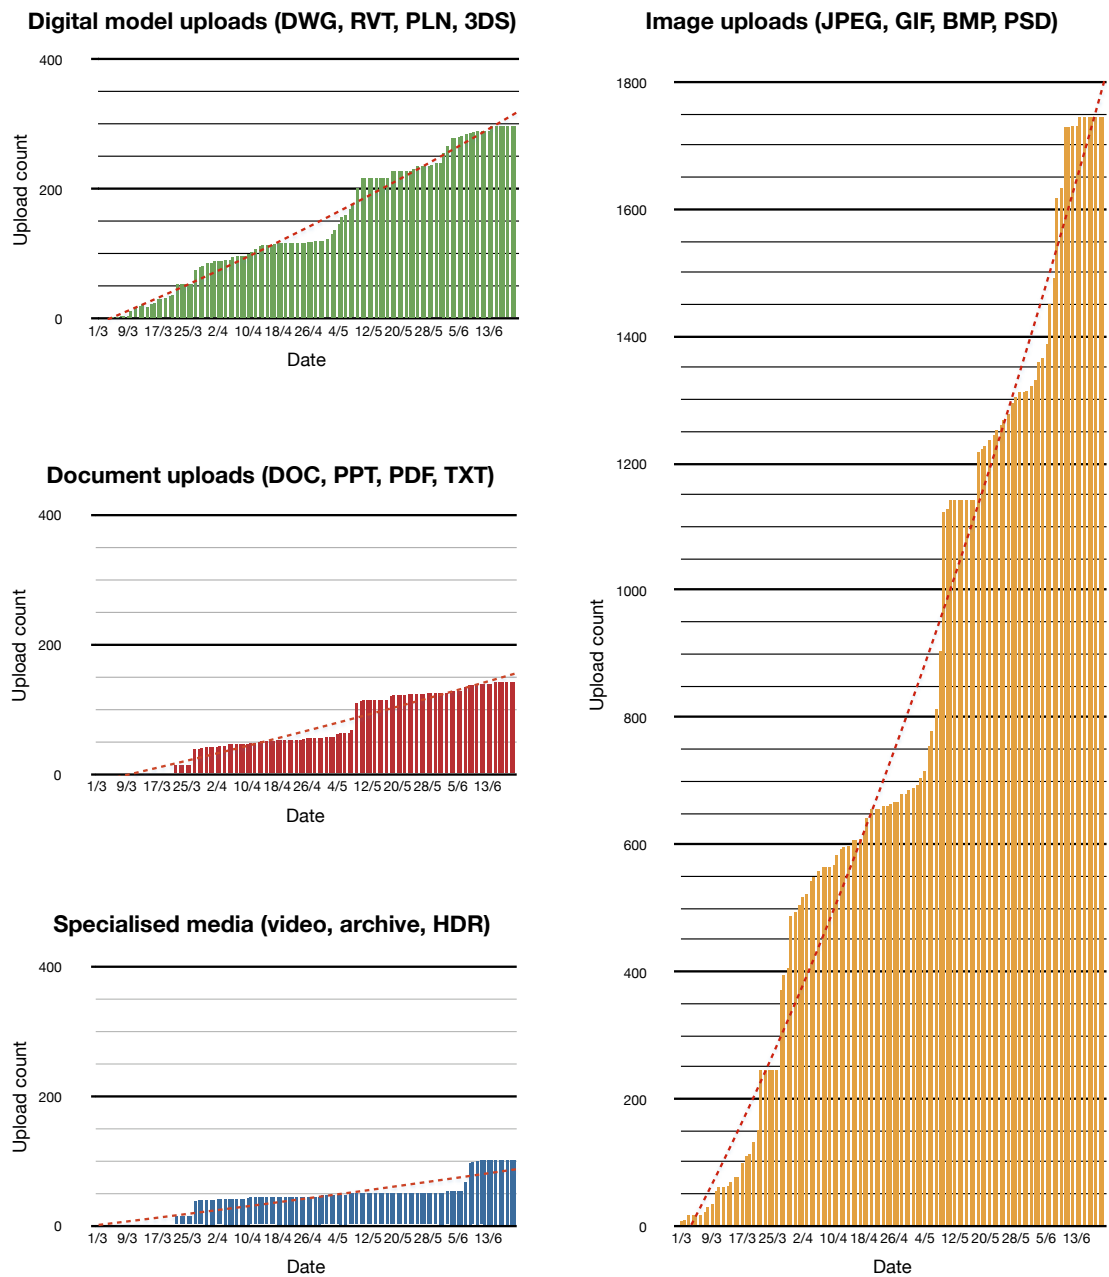 Digital model uploads (DWG, RVT, PLN, 3DS)
400
200
0
Upload count
1/3 9/3 17/3 25/3 2/4 10/4 18/4 26/4 4/5 12/5 20/5 28/5 5/6 13/6
Date
Document uploads (DOC, PPT, PDF, TXT)
400
200
0
Upload count
1/3 9/3 17/3 25/3 2/4 10/4 18/4 26/4 4/5 12/5 20/5 28/5 5/6 13/6
Date
Specialised media (video, archive, HDR)
400
200
0
Upload count
1/3 9/3 17/3 25/3 2/4 10/4 18/4 26/4 4/5 12/5 20/5 28/5 5/6 13/6
Date
Image uploads (JPEG, GIF, BMP, PSD)
1800
1600
1400
1200
1000
800
600
400
200
0
Upload count
1/3 9/3 17/3 25/3 2/4 10/4 18/4 26/4 4/5 12/5 20/5 28/5 5/6 13/6
Date